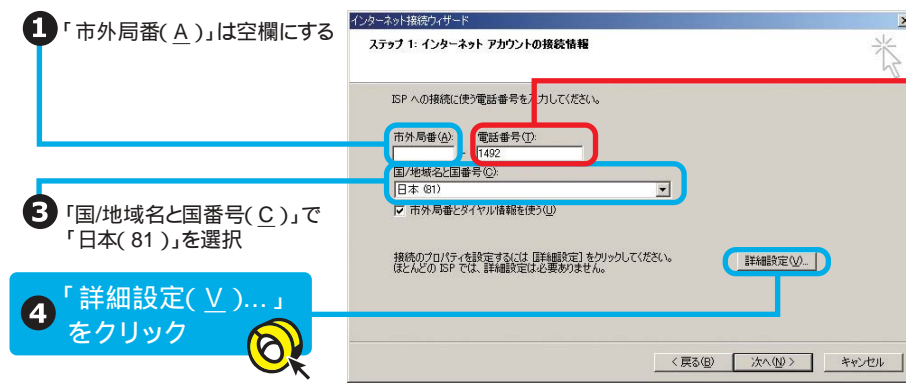 1「市外局番( A )」は空欄にする
3「国/地域名と国番号( C )」で
「日本( 81 )」を選択
4「詳細設定( V )...」
をクリック
インターネット接続ウィザード
ステップ 1: インターネット アカウントの接続情報
ISP への接続に使う電話番号を入力してください。
市外局番(A): 電話番号(T):
- 1492
国/地域名と国番号(C):
日本 (81)
市外局番とダイヤル情報を使う(U)
接続のプロパティを設定するには [詳細設定] をクリックしてください。
ほとんどの ISP では、詳細設定は必要ありません。
詳細設定(V)...
< 戻る(B) 次へ(N) > キャンセル